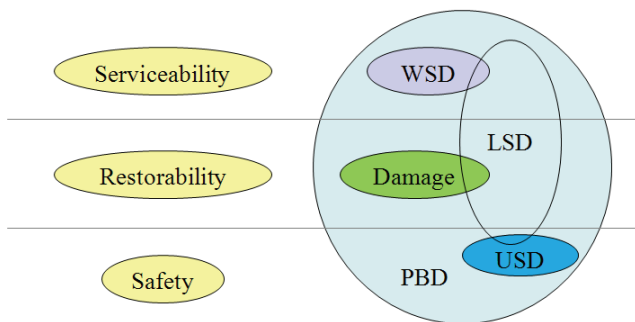 Serviceability
WSD
LSD
Restorability
Damage
USD
PBD
Safety